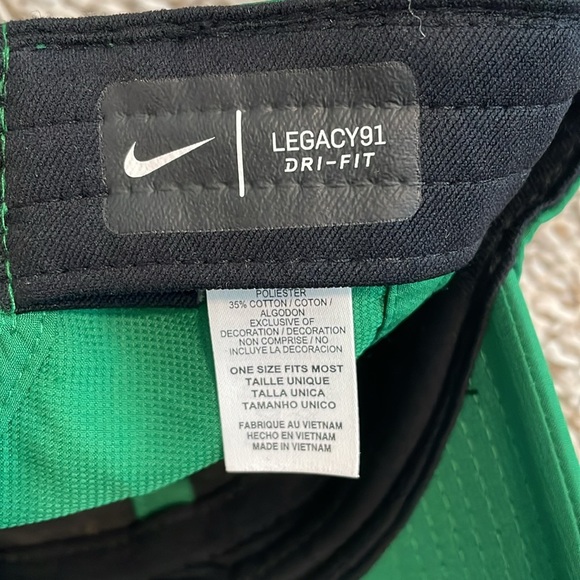 LEGACY91
DRI-FIT
POLIESTER
35% COTTON / COTON /
ALGODON
EXCLUSIVE OF
DECORATION / DECORATION
NON COMPRISE / NO
INCLUYE LA DECORACION
ONE SIZE FITS MOST
TAILLE UNIQUE
TALLA UNICA
TAMANHO UNICO
FABRIQUE AU VIETNAM
HECHO EN VIETNAM
MADE IN VIETNAM